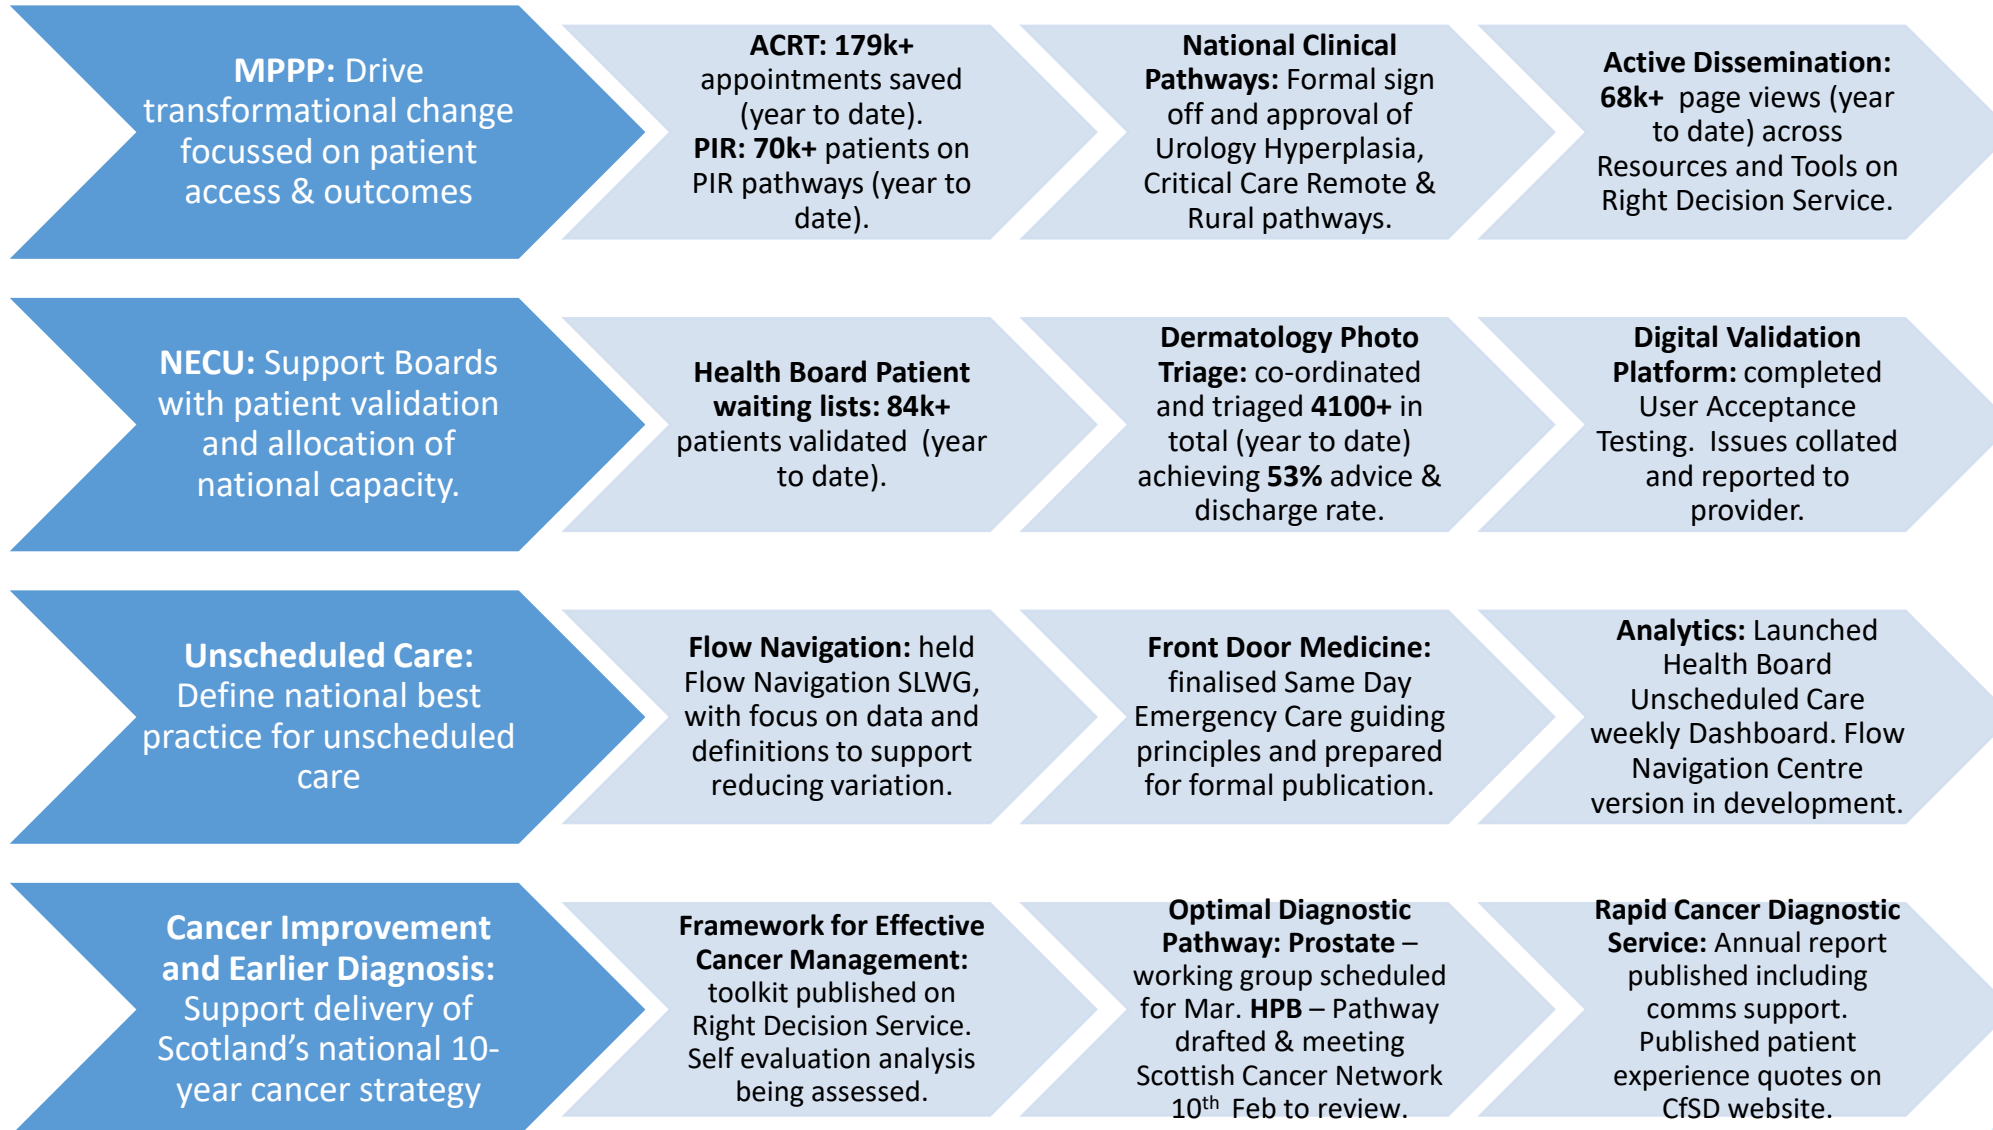 MPPP: Drive
transformational change
focussed on patient
access & outcomes
ACRT: 179k+
appointments saved
(year to date).
PIR: 70k+ patients on
PIR pathways (year to
date).
National Clinical
Pathways: Formal sign
off and approval of
Urology Hyperplasia,
Critical Care Remote &
Rural pathways.
Active Dissemination:
68k+ page views (year
to date) across
Resources and Tools on
Right Decision Service.
NECU: Support Boards
with patient validation
and allocation of
national capacity.
Health Board Patient
waiting lists: 84k+
patients validated (year
to date).
Dermatology Photo
Triage: co-ordinated
and triaged 4100+ in
total (year to date)
achieving 53% advice &
discharge rate.
Digital Validation
Platform: completed
User Acceptance
Testing. Issues collated
and reported to
provider.
Unscheduled Care:
Define national best
practice for unscheduled
care
Flow Navigation: held
Flow Navigation SLWG,
with focus on data and
definitions to support
reducing variation.
Front Door Medicine:
finalised Same Day
Emergency Care guiding
principles and prepared
for formal publication.
Analytics: Launched
Health Board
Unscheduled Care
weekly Dashboard. Flow
Navigation Centre
version in development.
Cancer Improvement
and Earlier Diagnosis:
Support delivery of
Scotland's national 10-
year cancer strategy
Framework for Effective
Cancer Management:
toolkit published on
Right Decision Service.
Self evaluation analysis
being assessed.
Optimal Diagnostic
Pathway: Prostate –
working group scheduled
for Mar. HPB – Pathway
drafted & meeting
Scottish Cancer Network
10th Feb to review.
Rapid Cancer Diagnostic
Service: Annual report
published including
comms support.
Published patient
experience quotes on
CfSD website.